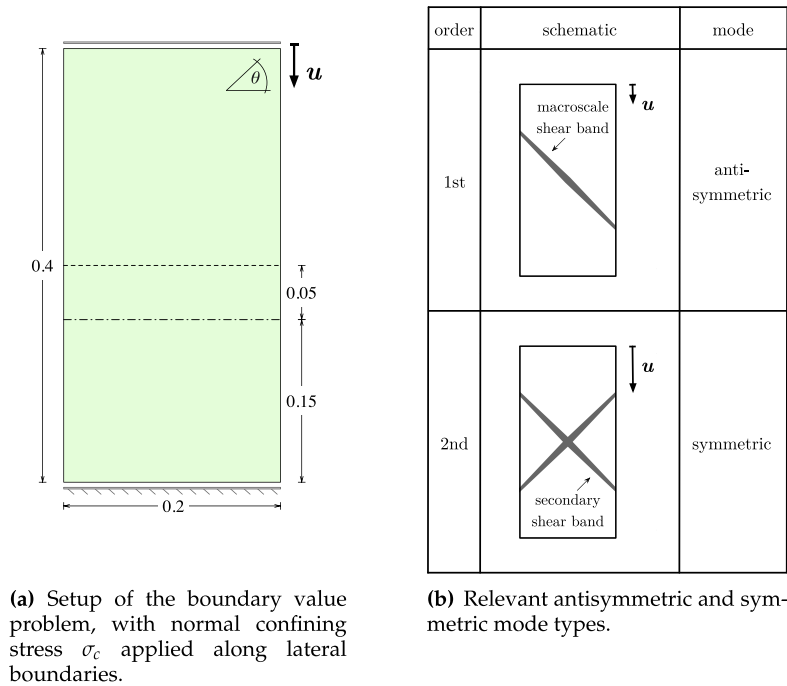 θ
u
0.4
0.05
0.15
0.2
(a) Setup of the boundary value
problem, with normal confining
stress σc applied along lateral
boundaries.
order schematic mode
1st
macroscale
shear band
u
anti-
symmetric
2nd
u
secondary
shear band
symmetric
(b) Relevant antisymmetric and sym-
metric mode types.